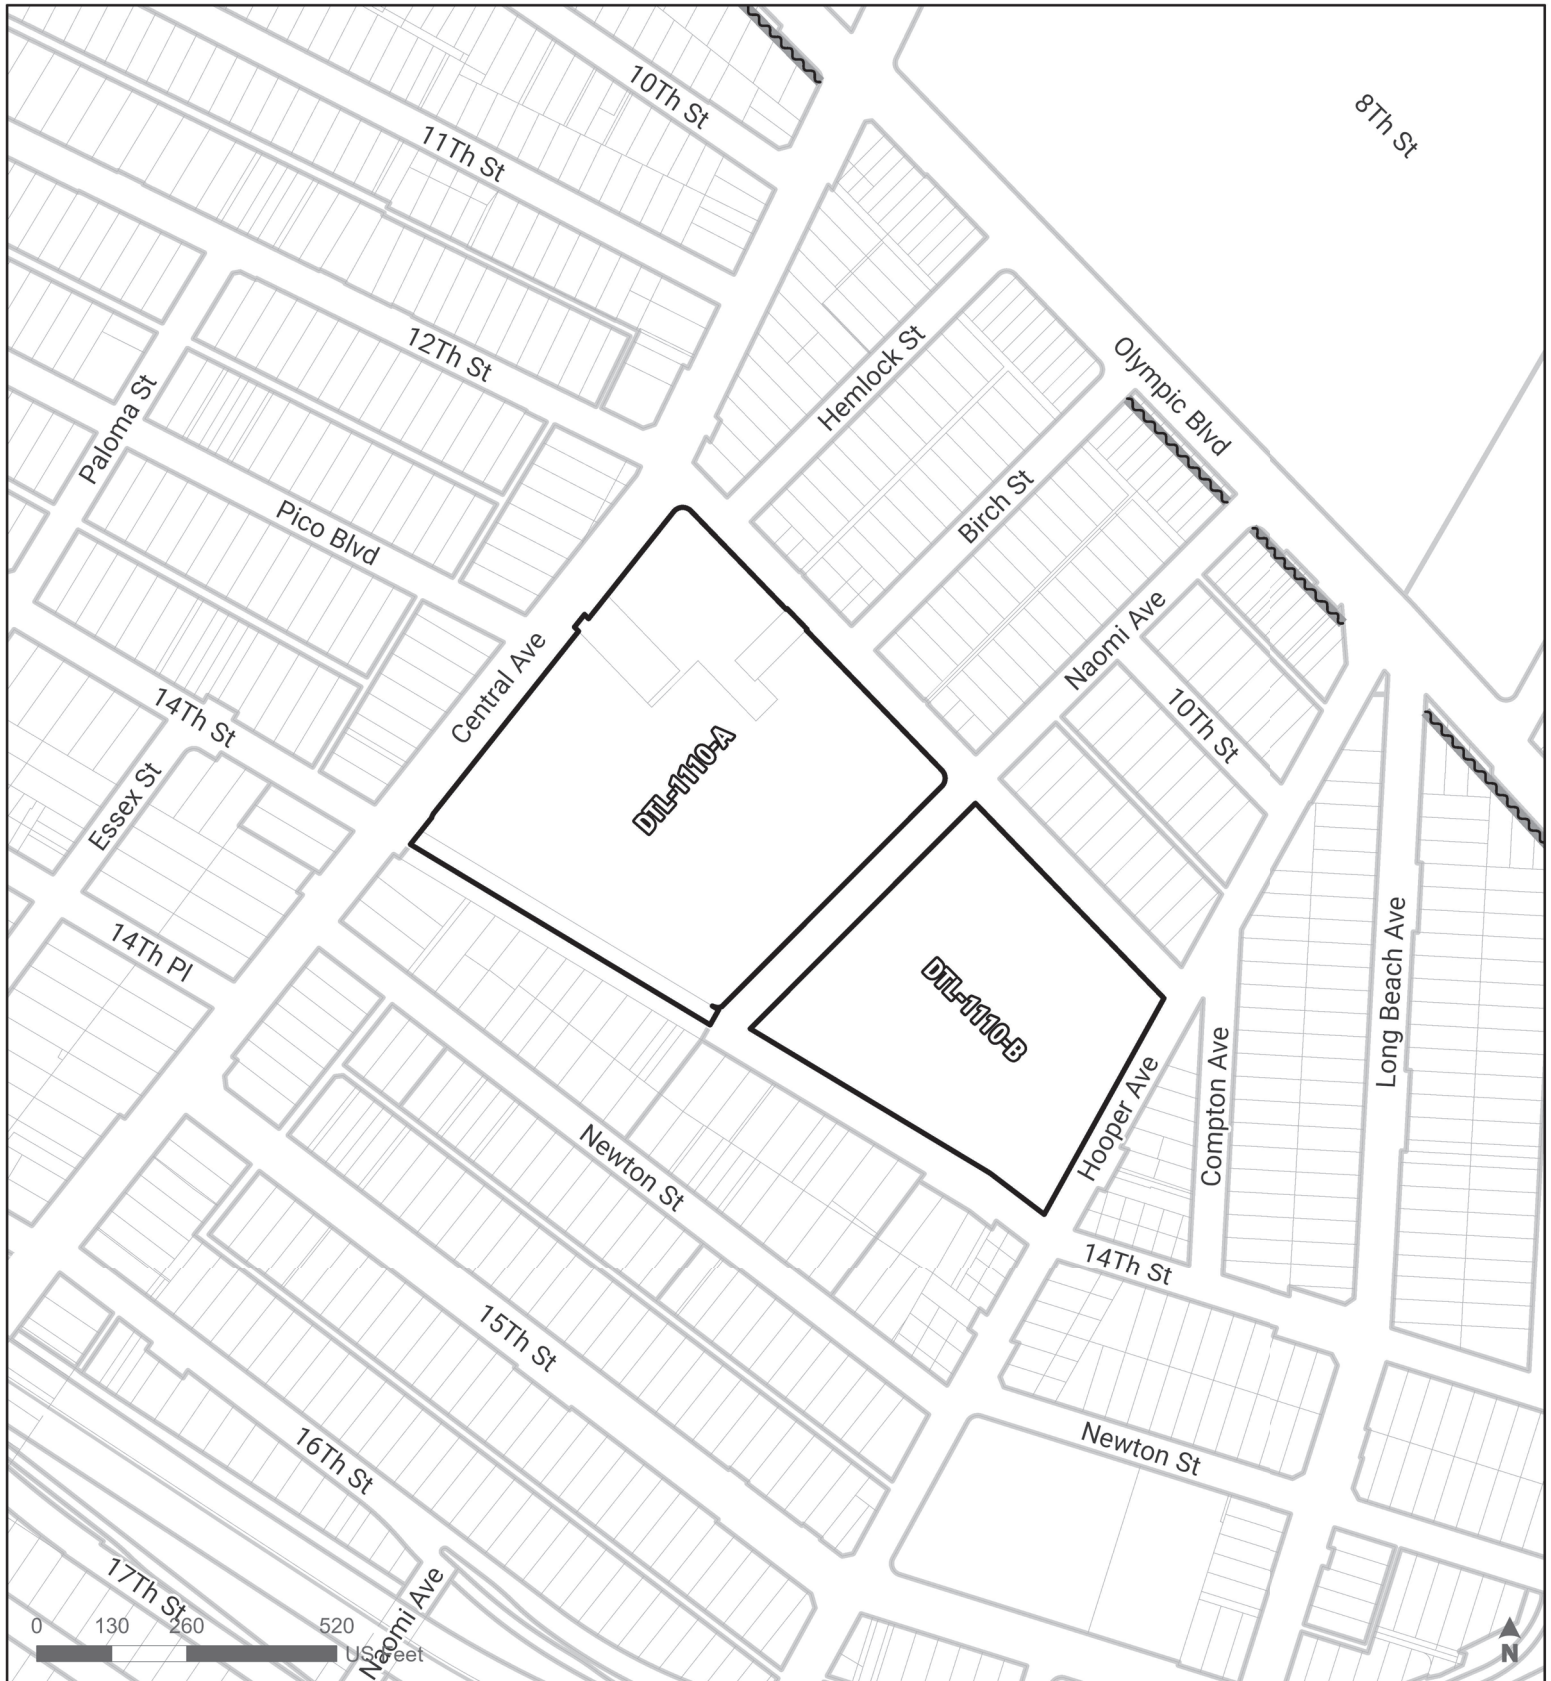 8Th St
10Th St
11Th St
12Th St
Hemlock St
Olympic Blvd
Paloma St
Birch St
Pico Blvd
Naomi Ave
Central Ave
10Th St
14Th St
DTL-1110-A
Essex St
14Th Pl
DTL-1110-B
Long Beach Ave
Hooper Ave
Compton Ave
Newton St
14Th St
15Th St
Newton St
16Th St
17Th St
Naomi Ave
0 130 260 520
US Feet
N